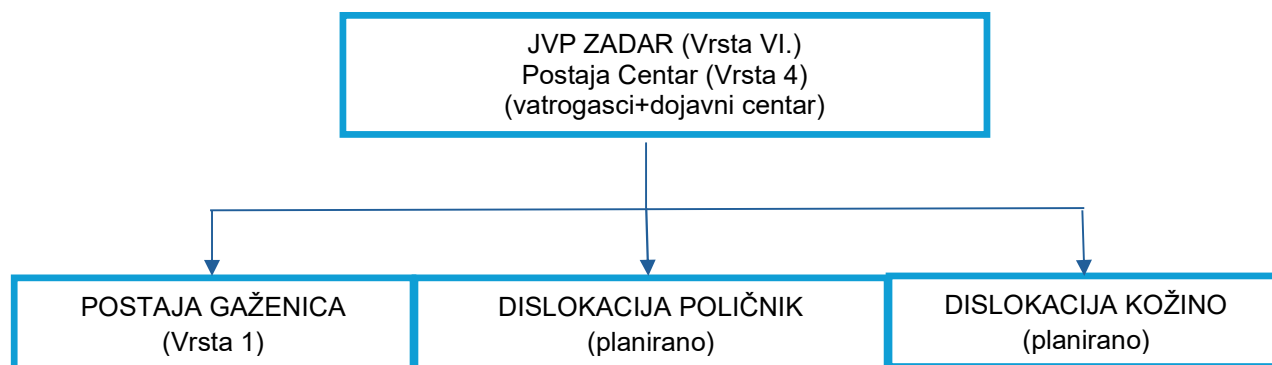 JVP ZADAR (Vrsta VI.)
Postaja Centar (Vrsta 4)
(vatrogasci+dojavni centar)
POSTAJA GAŽENICA
(Vrsta 1)
DISLOKACIJA POLIČNIK
(planirano)
DISLOKACIJA KOŽINO
(planirano)